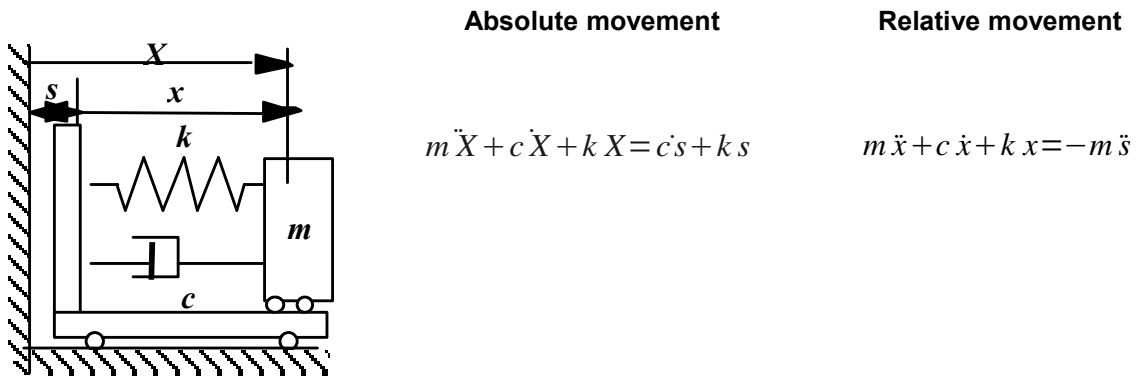 Absolute movement
Relative movement
X
s
x
k
m
c
mẌ+cẊ+kX=cṡ+ks
mẍ+cẋ+kx=−ms̈